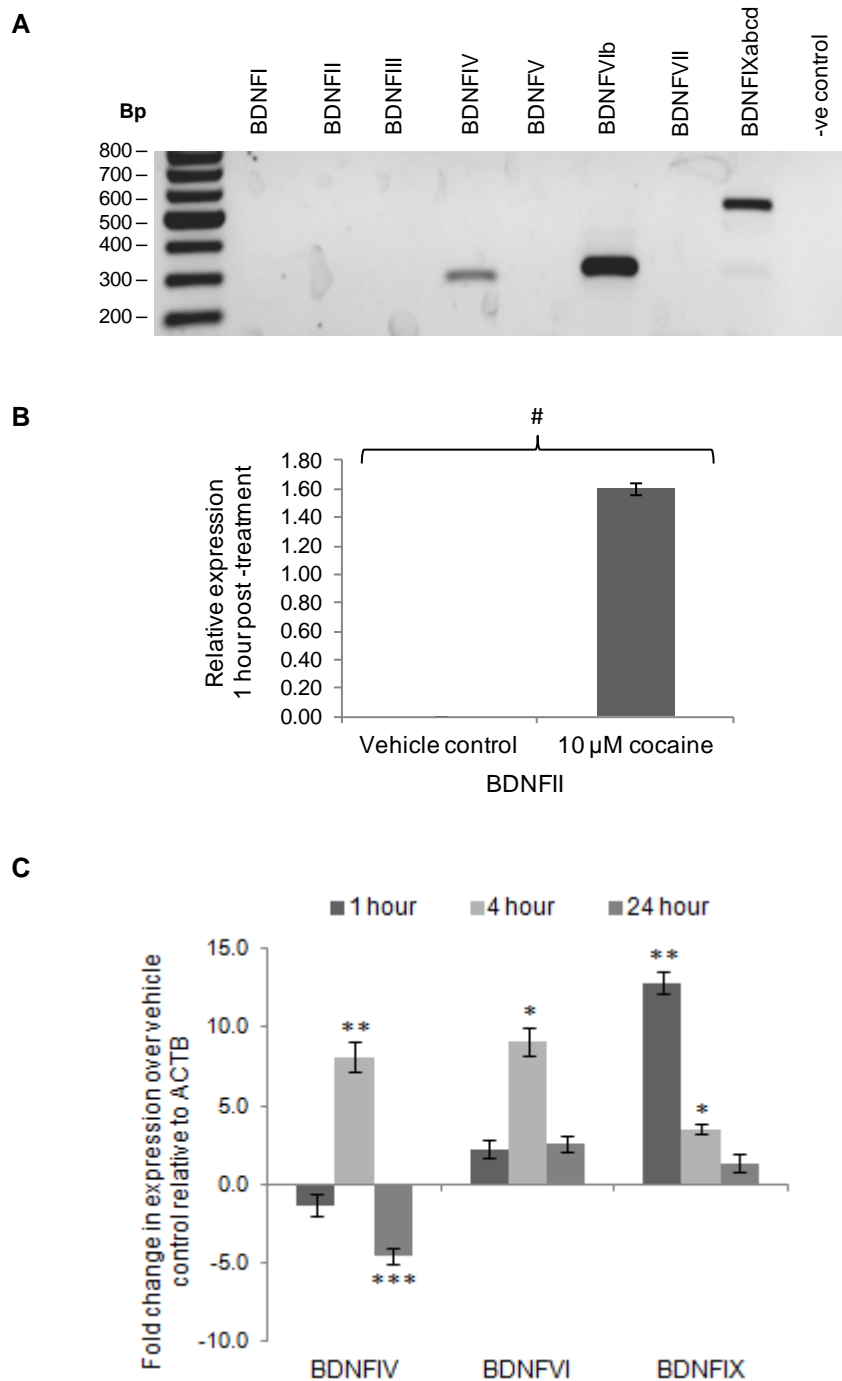 A
Bp
BDNFI
BDNFII
BDNFIII
BDNFIV
BDNFV
BDNFVIb
BDNFVII
BDNFIXabcd
-ve control
800 –
700 –
600 –
500 –
400 –
300 –
200 –
B
#
Relative expression
1 hour post -treatment
1.80
1.60
1.40
1.20
1.00
0.80
0.60
0.40
0.20
0.00
Vehicle control
10 µM cocaine
BDNFII
C
1 hour
4 hour
24 hour
Fold change in expression over vehicle
control relative to ACTB
15.0
10.0
5.0
0.0
-5.0
-10.0
**
***
*
**
*
BDNFIV
BDNFVI
BDNFIX